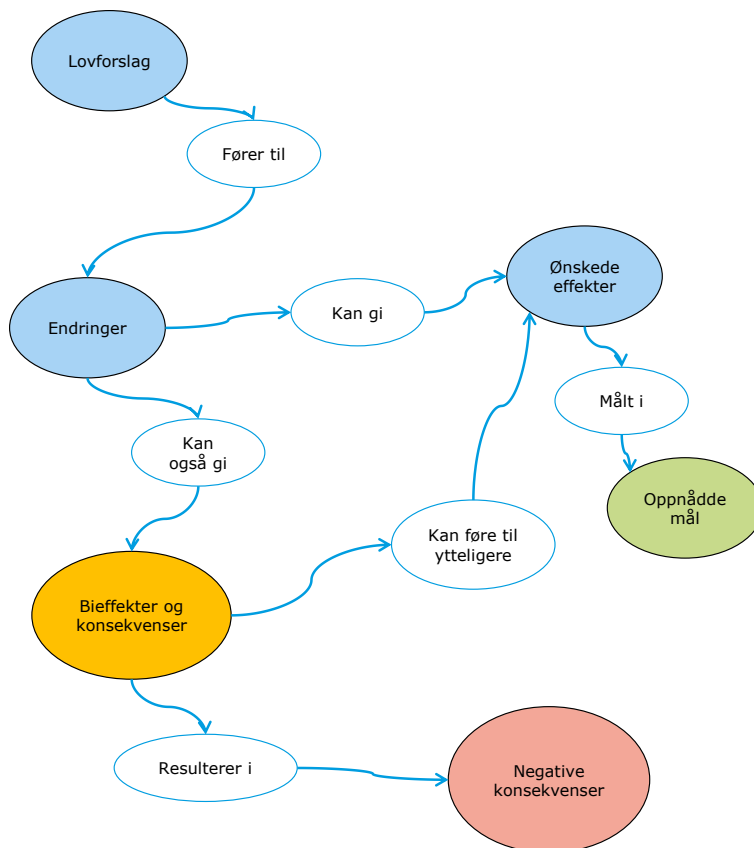 Lovforslag
Fører til
Ønskede
effekter
Endringer
Kan gi
Målt i
Kan
også gi
Oppnådde
mål
Kan føre til
ytteligere
Bieffekter og
konsekvenser
Resulterer i
Negative
konsekvenser